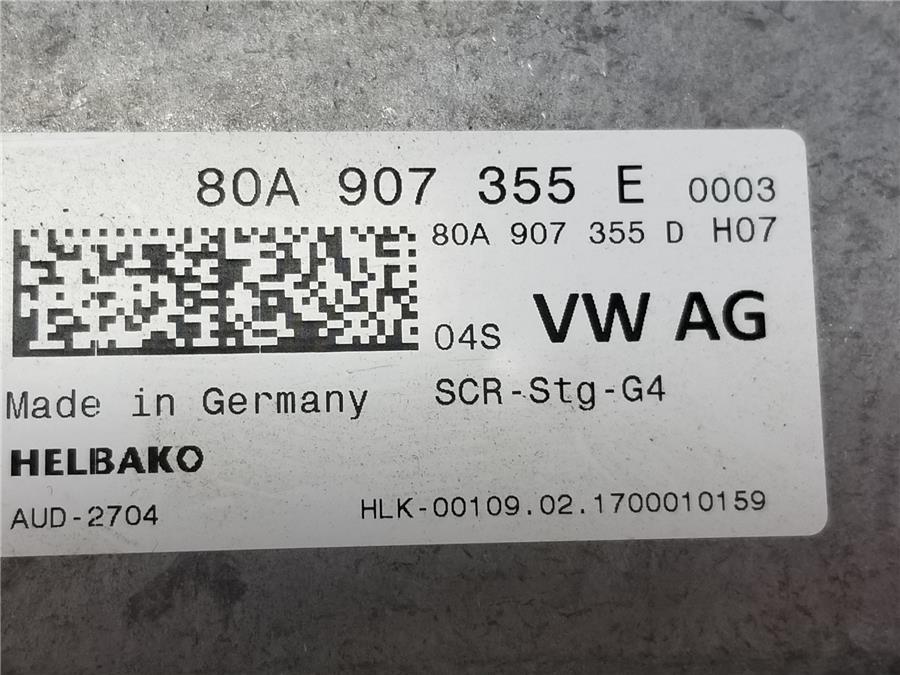 80A 907 355 E 0003
80A 907 355 D H07
04S VW AG
Made in Germany SCR-Stg-G4
HELBAKO
AUD-2704 HLK-00109.02.1700010159